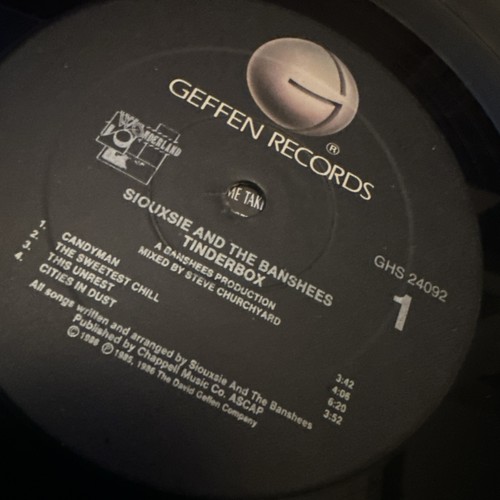 GEFFEN RECORDS
®
WONDERLAND
ME TAK
SIOUXSIE AND THE BANSHEES
TINDERBOX
A BANSHEES PRODUCTION
MIXED BY STEVE CHURCHYARD
GHS 24092
1
1. CANDYMAN 3:42
2. THE SWEETEST CHILL 4:06
3. THIS UNREST 6:20
4. CITIES IN DUST 3:52
All songs written and arranged by Siouxsie And The Banshees
Published by Chappell Music Co. ASCAP
© 1986 ℗ 1985, 1986 The David Geffen Company